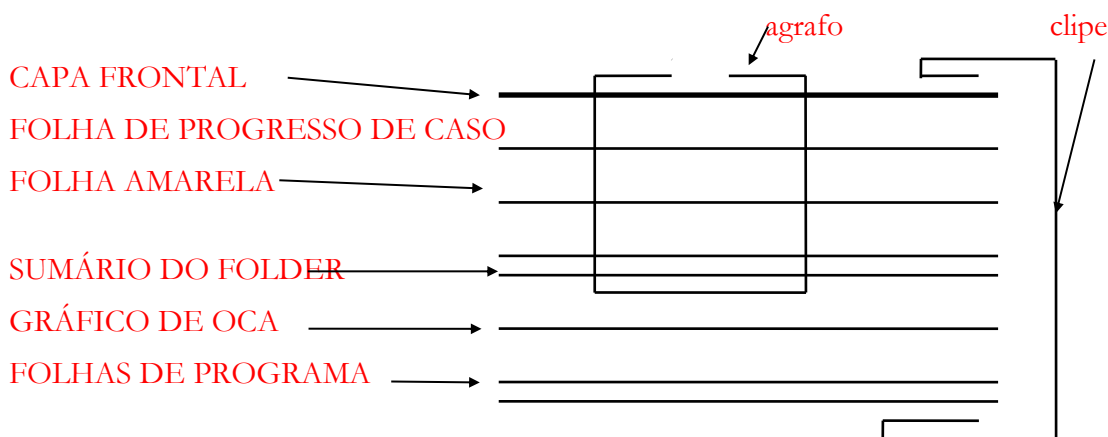 agrafo clipe
CAPA FRONTAL
FOLHA DE PROGRESSO DE CASO
FOLHA AMARELA
SUMÁRIO DO FOLDER
GRÁFICO DE OCA
FOLHAS DE PROGRAMA